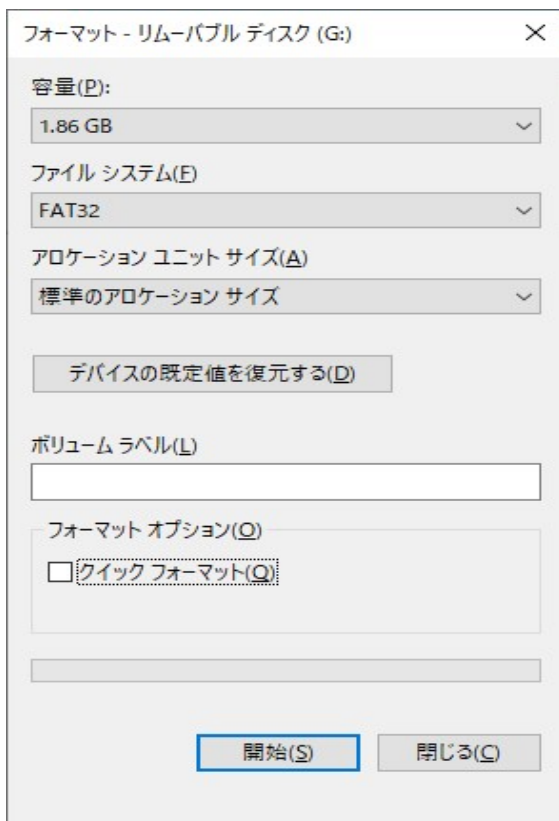 フォーマット - リムーバブル ディスク (G:)
容量(P):
1.86 GB
ファイル システム(F)
FAT32
アロケーション ユニット サイズ(A)
標準のアロケーション サイズ
デバイスの既定値を復元する(D)
ボリューム ラベル(L)
フォーマット オプション(O)
クイック フォーマット(Q)
開始(S) 閉じる(C)